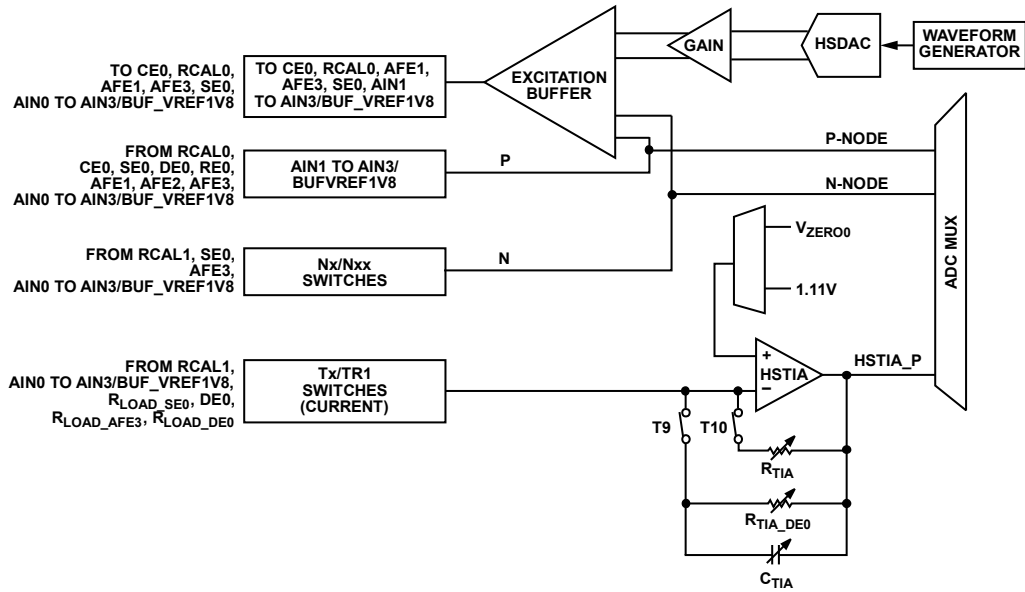 WAVEFORM
GENERATOR
HSDAC
GAIN
EXCITATION
BUFFER
TO CE0, RCAL0,
AFE1, AFE3, SE0,
AIN0 TO AIN3/BUF_VREF1V8
TO CE0, RCAL0, AFE1,
AFE3, SE0, AIN1
TO AIN3/BUF_VREF1V8
FROM RCAL0,
CE0, SE0, DE0, RE0,
AFE1, AFE2, AFE3,
AIN0 TO AIN3/BUF_VREF1V8
AIN1 TO AIN3/
BUFVREF1V8
P
P-NODE
N-NODE
FROM RCAL1, SE0,
AFE3,
AIN0 TO AIN3/BUF_VREF1V8
Nx/Nxx
SWITCHES
N
VZERO0
1.11V
ADC MUX
FROM RCAL1,
AIN0 TO AIN3/BUF_VREF1V8,
RLOAD_SE0, DE0,
RLOAD_AFE3, RLOAD_DE0
Tx/TR1
SWITCHES
(CURRENT)
+
HSTIA
−
HSTIA_P
T9
T10
RTIA
RTIA_DE0
CTIA